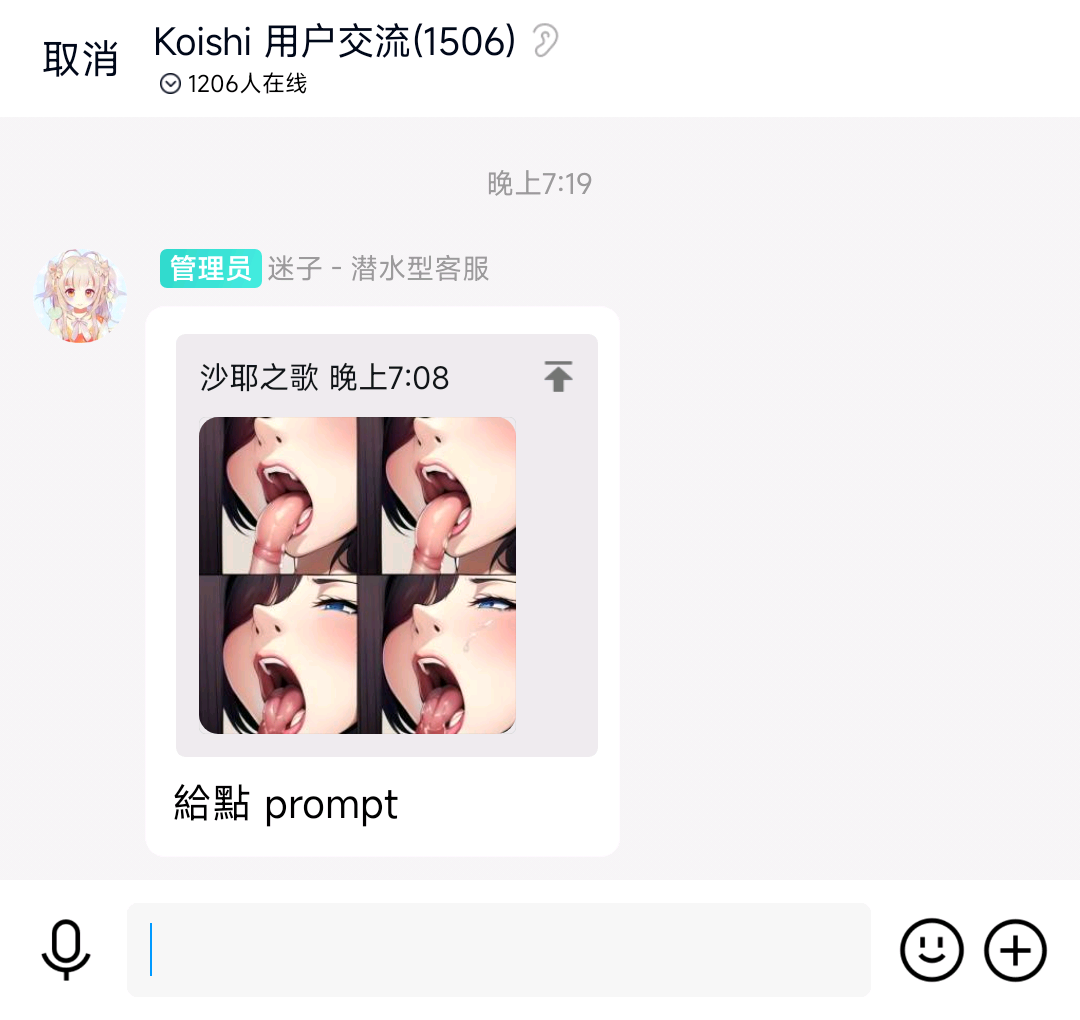 取消
Koishi 用户交流(1506)
1206人在线
晚上7:19
管理员 迷子 - 潜水型客服
沙耶之歌 晚上7:08
給點 prompt